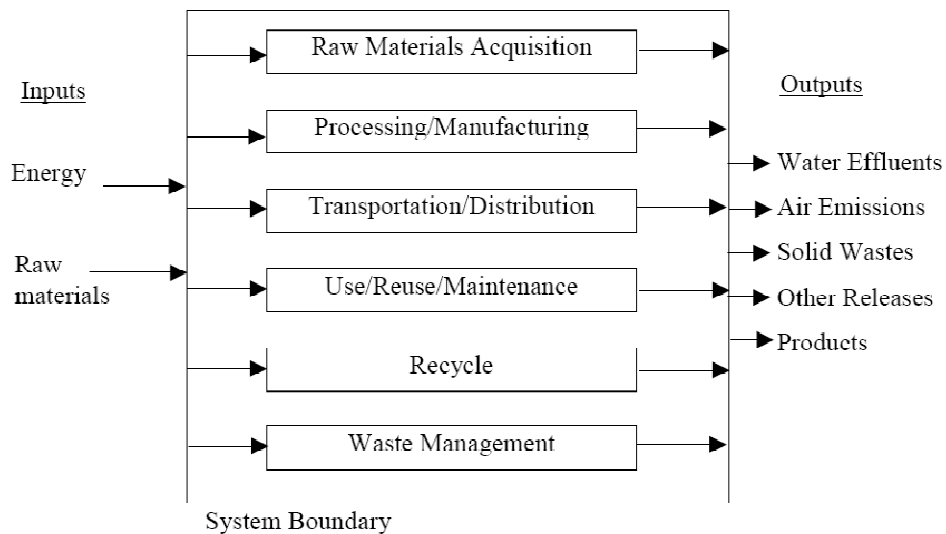 Inputs
Energy
Raw
materials
Raw Materials Acquisition
Processing/Manufacturing
Transportation/Distribution
Use/Reuse/Maintenance
Recycle
Waste Management
System Boundary
Outputs
Water Effluents
Air Emissions
Solid Wastes
Other Releases
Products